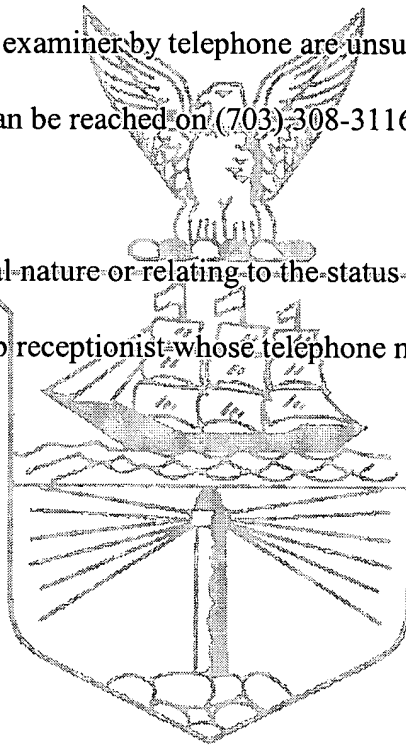 examiner by telephone are unsu
an be reached on (703) 308-3116
al nature or relating to the status
p receptionist whose telephone n